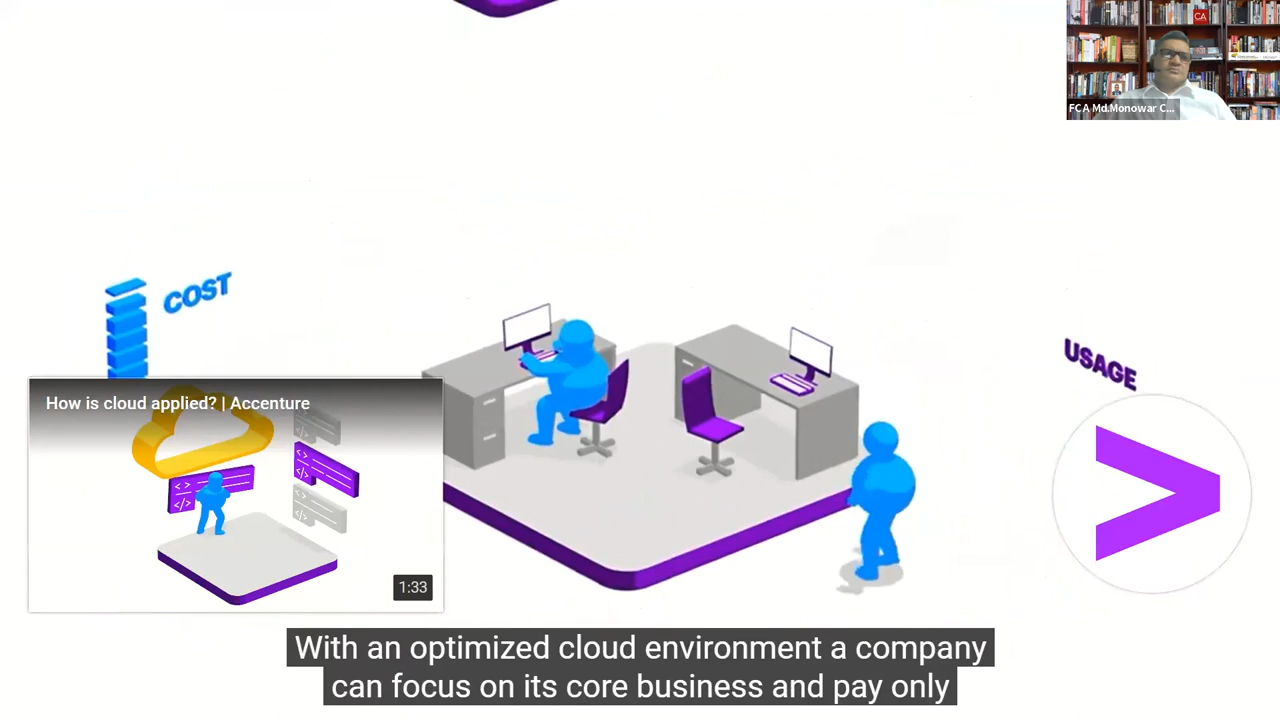 CA
FCA Md.Monowar C...
COST
USAGE
How is cloud applied? | Accenture
1:33
With an optimized cloud environment a company
can focus on its core business and pay only